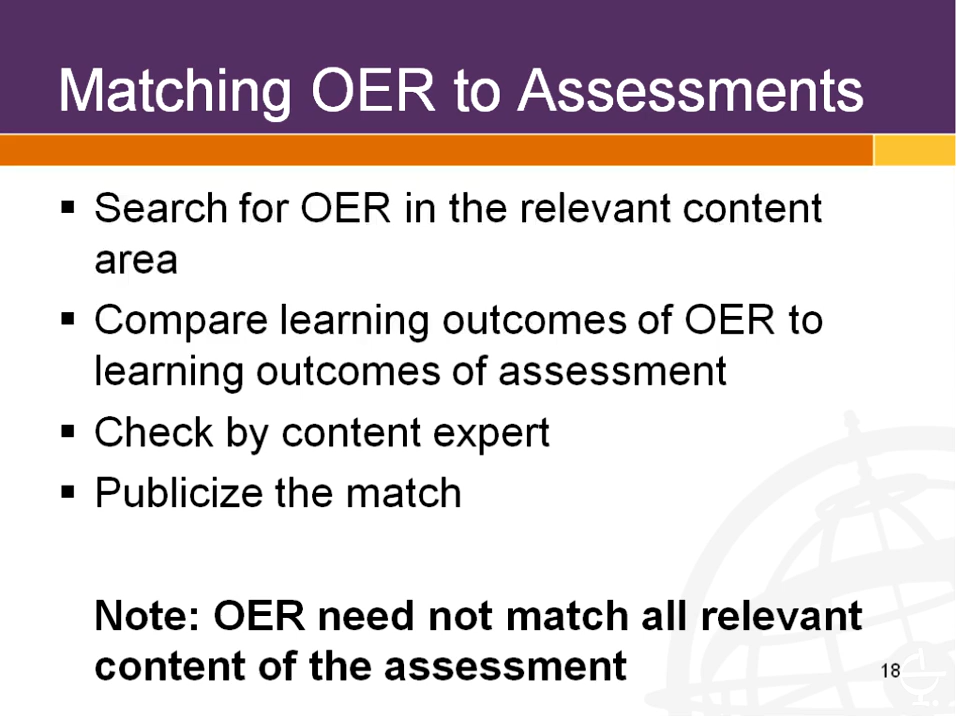 Matching OER to Assessments
▪ Search for OER in the relevant content
area
▪ Compare learning outcomes of OER to
learning outcomes of assessment
▪ Check by content expert
▪ Publicize the match
Note: OER need not match all relevant
content of the assessment
18